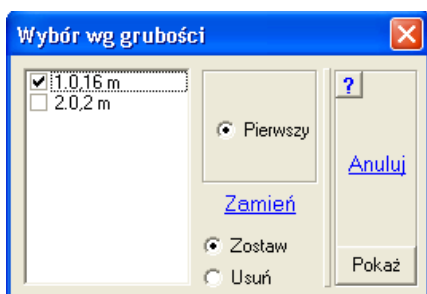 Wybór wg grubości
1.0,16 m
2.0,2 m
Pierwszy
Zamień
Zostaw
Usuń
?
Anuluj
Pokaż